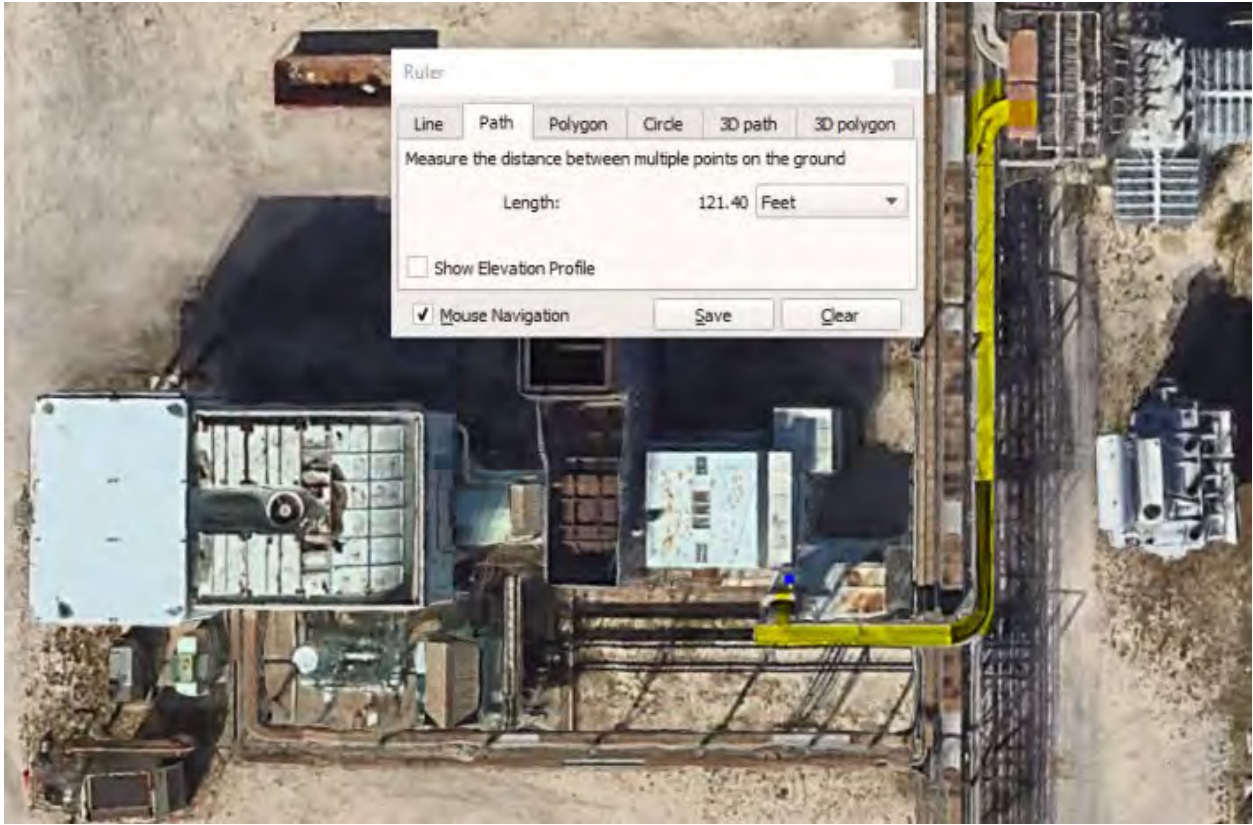 Ruler
Line Path Polygon Circle 3D path 3D polygon
Measure the distance between multiple points on the ground
Length: 121.40 Feet
Show Elevation Profile
Mouse Navigation Save Clear